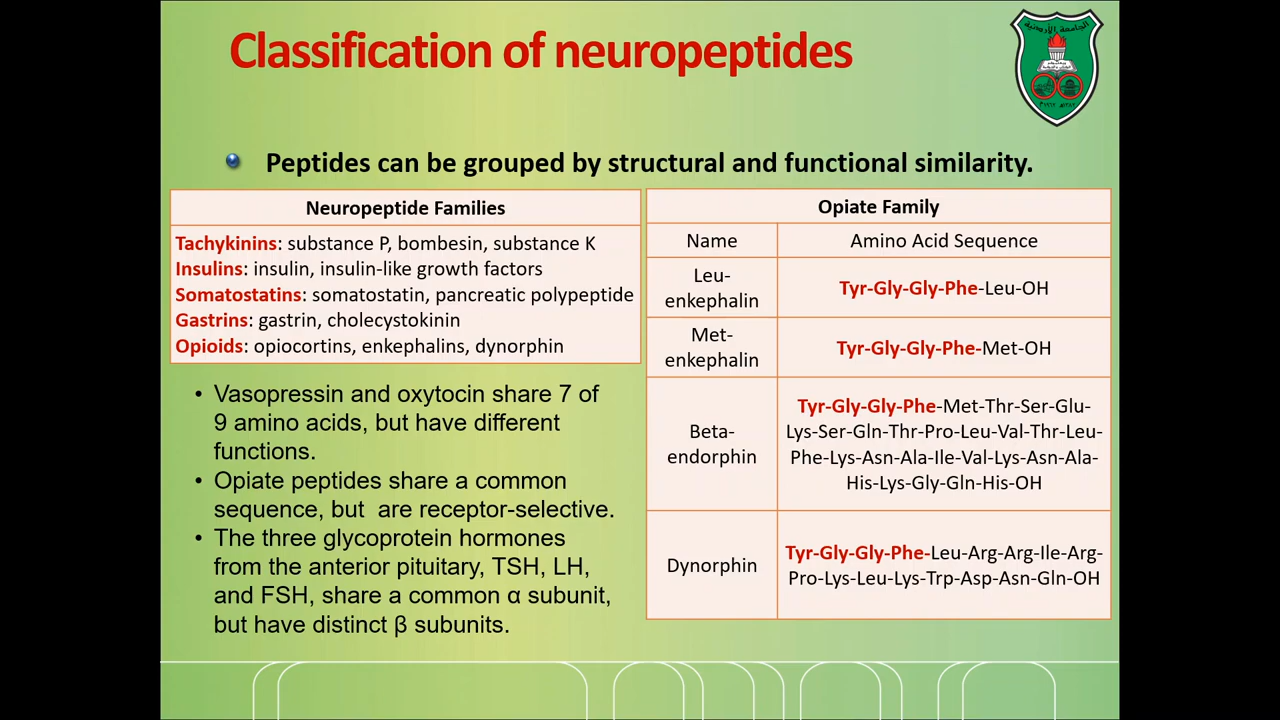 Classification of neuropeptides
الجامعة الأردنية
Peptides can be grouped by structural and functional similarity.
Neuropeptide Families
Tachykinins: substance P, bombesin, substance K
Insulins: insulin, insulin-like growth factors
Somatostatins: somatostatin, pancreatic polypeptide
Gastrins: gastrin, cholecystokinin
Opioids: opiocortins, enkephalins, dynorphin
• Vasopressin and oxytocin share 7 of
9 amino acids, but have different
functions.
• Opiate peptides share a common
sequence, but are receptor-selective.
• The three glycoprotein hormones
from the anterior pituitary, TSH, LH,
and FSH, share a common α subunit,
but have distinct β subunits.
Opiate Family
Name
Amino Acid Sequence
Leu-
enkephalin
Tyr-Gly-Gly-Phe-Leu-OH
Met-
enkephalin
Tyr-Gly-Gly-Phe-Met-OH
Beta-
endorphin
Tyr-Gly-Gly-Phe-Met-Thr-Ser-Glu-
Lys-Ser-Gln-Thr-Pro-Leu-Val-Thr-Leu-
Phe-Lys-Asn-Ala-Ile-Val-Lys-Asn-Ala-
His-Lys-Gly-Gln-His-OH
Dynorphin
Tyr-Gly-Gly-Phe-Leu-Arg-Arg-Ile-Arg-
Pro-Lys-Leu-Lys-Trp-Asp-Asn-Gln-OH